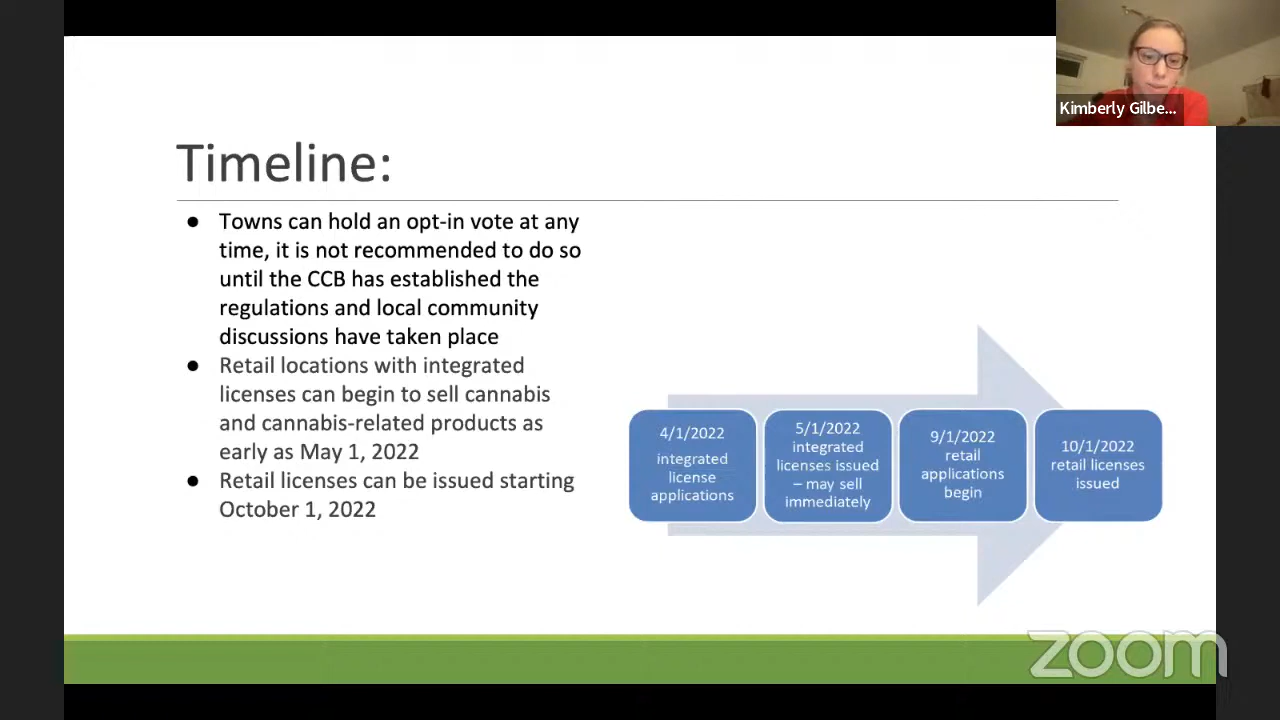 Kimberly Gilbe...
Timeline:
● Towns can hold an opt-in vote at any
time, it is not recommended to do so
until the CCB has established the
regulations and local community
discussions have taken place
● Retail locations with integrated
licenses can begin to sell cannabis
and cannabis-related products as
early as May 1, 2022
● Retail licenses can be issued starting
October 1, 2022
4/1/2022
integrated
license
applications
5/1/2022
integrated
licenses issued
– may sell
immediately
9/1/2022
retail
applications
begin
10/1/2022
retail licenses
issued
zoom